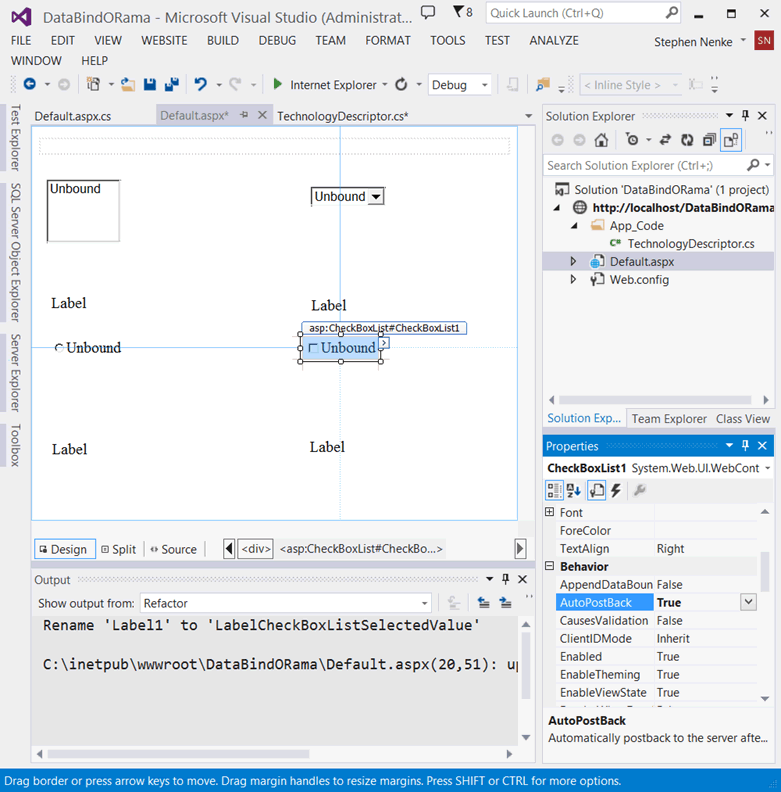 DataBindORama - Microsoft Visual Studio (Administrat...
8
Quick Launch (Ctrl+Q)
FILE EDIT VIEW WEBSITE BUILD DEBUG TEAM FORMAT TOOLS TEST ANALYZE
Stephen Nenke
SN
WINDOW HELP
Internet Explorer
Debug
< Inline Style >
Test Explorer
SQL Server Object Explorer
Server Explorer
Toolbox
Default.aspx.cs
Default.aspx*
TechnologyDescriptor.cs*
Unbound
Unbound
Label
Label
asp:CheckBoxList#CheckBoxList1
Unbound
Unbound
Label
Label
Design
Split
Source
<div>
<asp:CheckBoxList#CheckBo...>
Output
Show output from:
Refactor
Rename 'Label1' to 'LabelCheckBoxListSelectedValue'
C:\inetpub\wwwroot\DataBindORama\Default.aspx(20,51): up
Solution Explorer
Search Solution Explorer (Ctrl+;)
Solution 'DataBindORama' (1 project)
http://localhost/DataBindORama
App_Code
C# TechnologyDescriptor.cs
Default.aspx
Web.config
Solution Exp...
Team Explorer
Class View
Properties
CheckBoxList1 System.Web.UI.WebCont
Font
ForeColor
TextAlign Right
Behavior
AppendDataBoun False
AutoPostBack True
CausesValidation False
ClientIDMode Inherit
Enabled True
EnableTheming True
EnableViewState True
AutoPostBack
Automatically postback to the server afte...
Drag border or press arrow keys to move. Drag margin handles to resize margins. Press SHIFT or CTRL for more options.